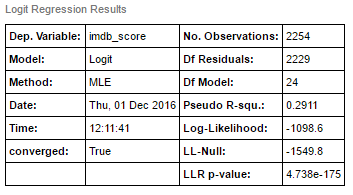 Logit Regression Results
Dep. Variable: imdb_score No. Observations: 2254
Model: Logit Df Residuals: 2229
Method: MLE Df Model: 24
Date: Thu, 01 Dec 2016 Pseudo R-squ.: 0.2911
Time: 12:11:41 Log-Likelihood: -1098.6
converged: True LL-Null: -1549.8
LLR p-value: 4.738e-175